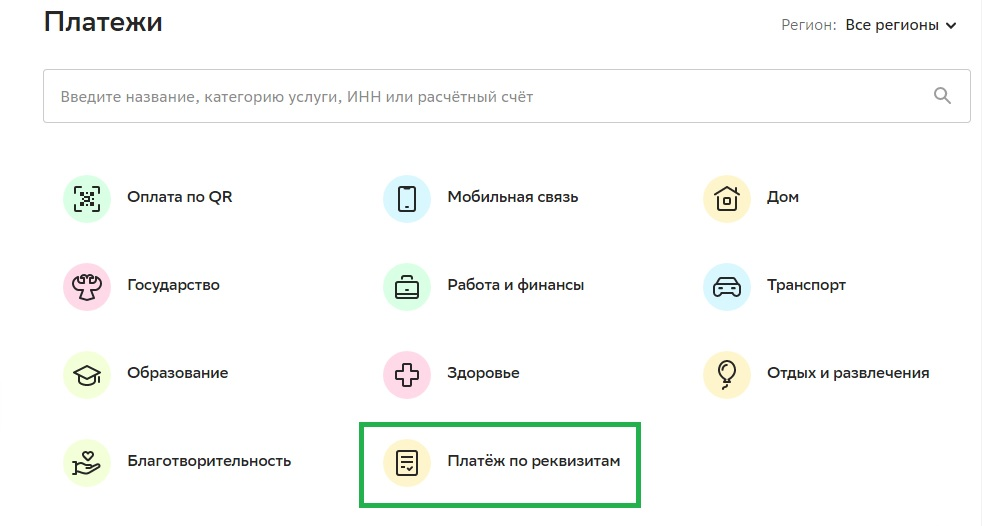 Платежи
Регион: Все регионы
Введите название, категорию услуги, ИНН или расчётный счёт
Оплата по QR
Мобильная связь
Дом
Государство
Работа и финансы
Транспорт
Образование
Здоровье
Отдых и развлечения
Благотворительность
Платёж по реквизитам